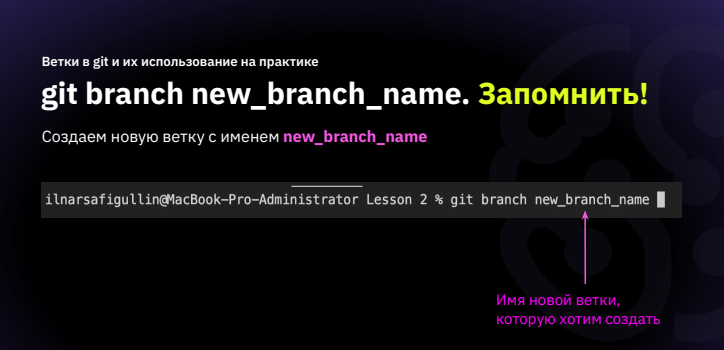 Ветки в git и их использование на практике
git branch new_branch_name. Запомнить!
Создаем новую ветку с именем new_branch_name
ilnarsafigullin@MacBook-Pro-Administrator Lesson 2 % git branch new_branch_name
Имя новой ветки,
которую хотим создать